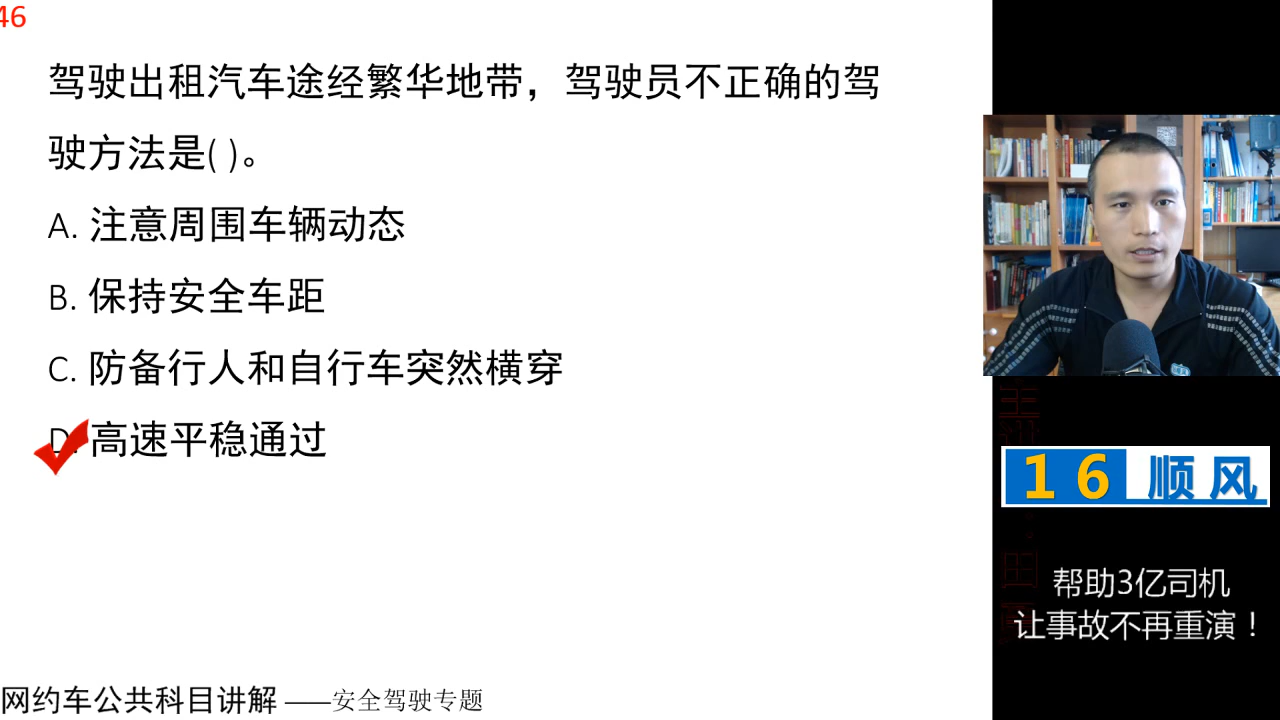 46
驾驶出租汽车途经繁华地带，驾驶员不正确的驾
驶方法是( )。
A. 注意周围车辆动态
B. 保持安全车距
C. 防备行人和自行车突然横穿
D. 高速平稳通过
16 顺风
帮助3亿司机
让事故不再重演！
网约车公共科目讲解 ——安全驾驶专题